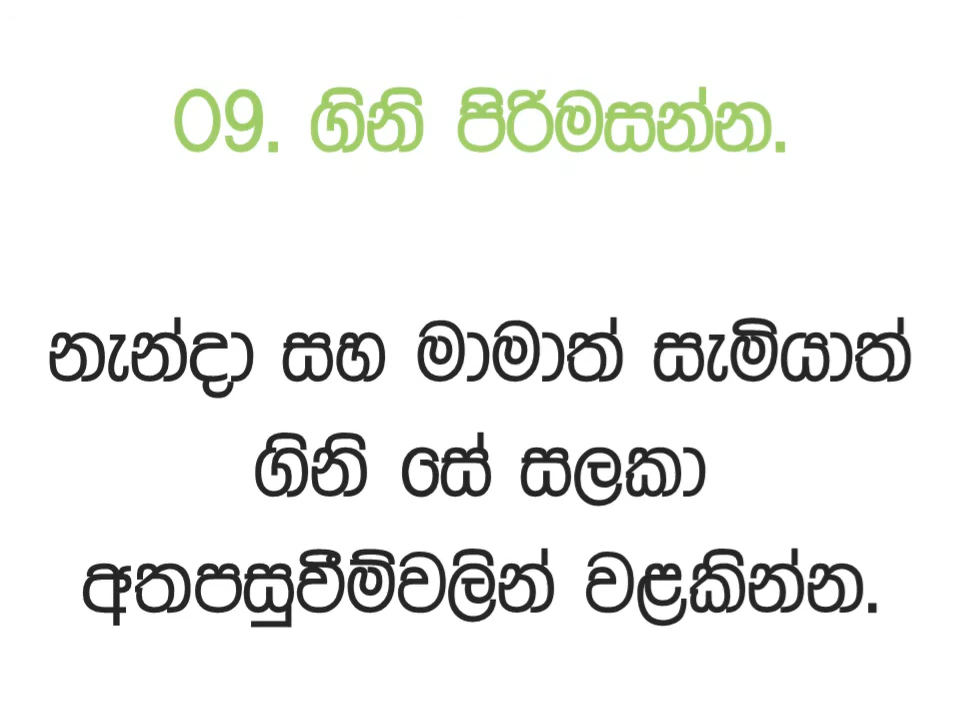 09. ගිනි පිරිමසන්න.
නැන්දා සහ මාමාත් සැමියාත්
ගිනි සේ සලකා
අතපසුවීම්වලින් වළකින්න.